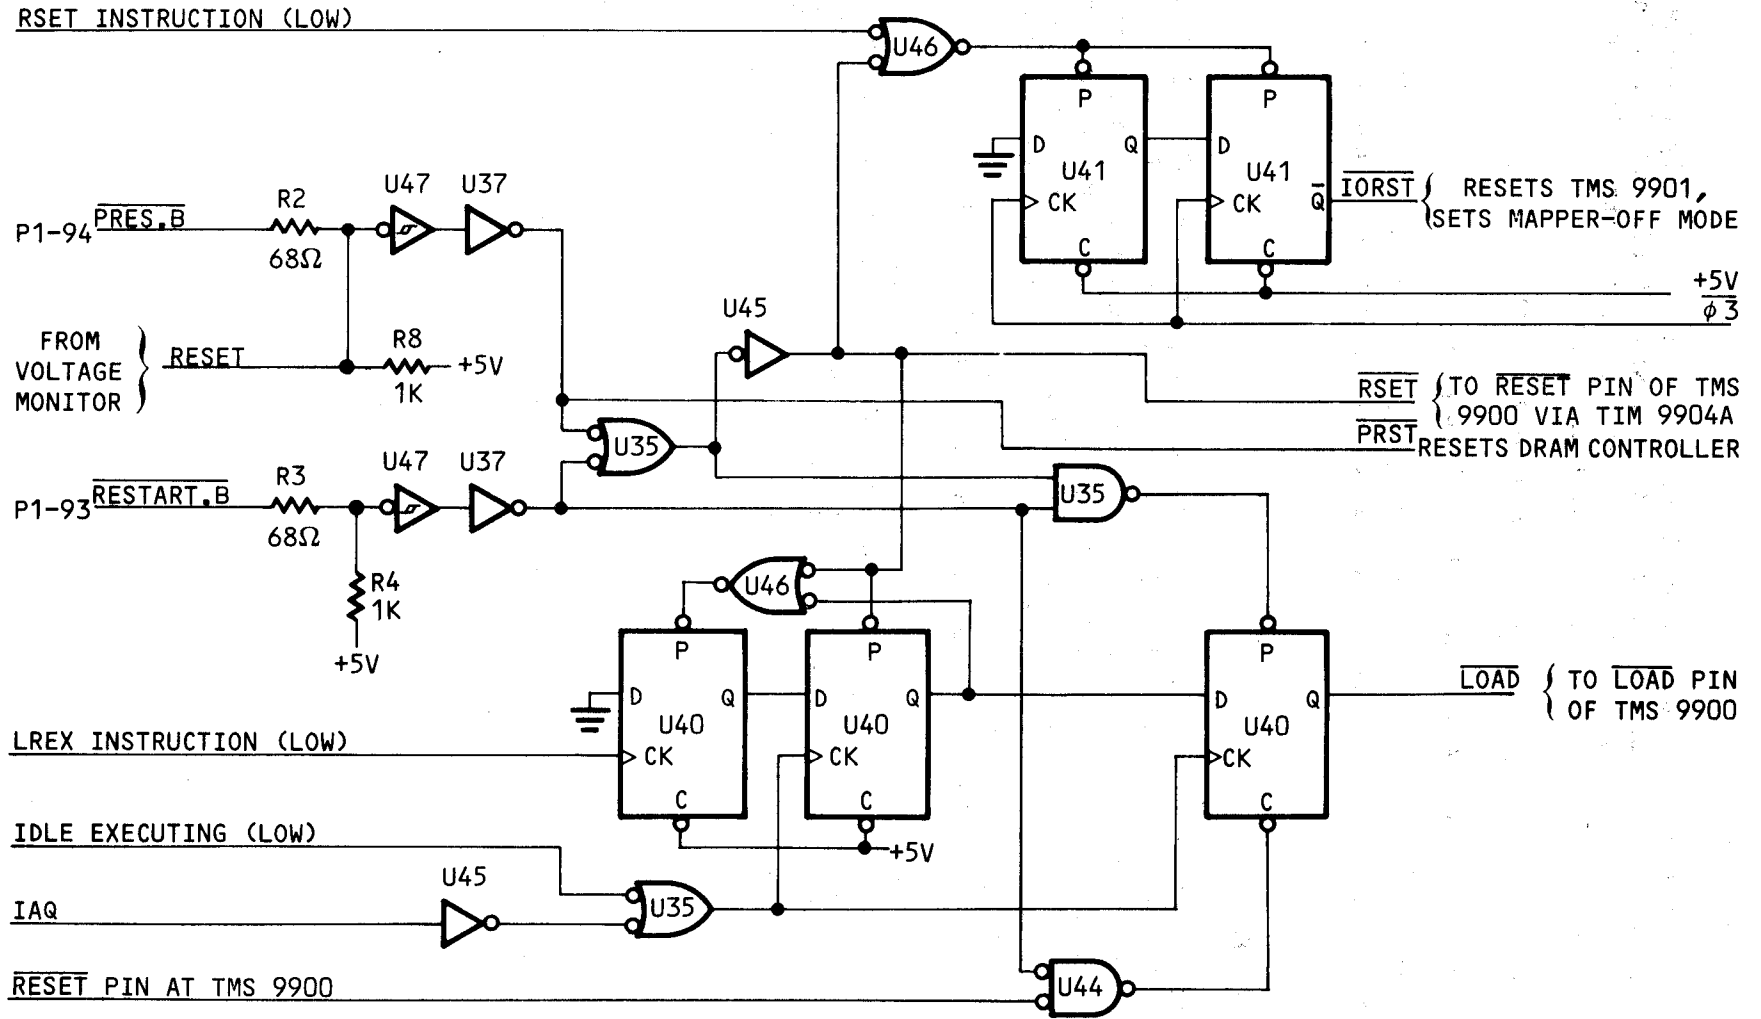 RSET INSTRUCTION (LOW)
U46
P
P
D
Q
D
U41
U41
CK
CK
Q
C
C
IORST { RESETS TMS 9901,
SETS MAPPER-OFF MODE
+5V
φ3
U47 U37
R2
P1-94 PRES.B
68Ω
FROM
VOLTAGE
MONITOR
RESET
R8
+5V
1K
U45
RSET { TO RESET PIN OF TMS
9900 VIA TIM 9904A
PRST RESETS DRAM CONTROLLER
U35
U47 U37
R3
P1-93 RESTART.B
68Ω
U35
R4
1K
+5V
U46
P
P
P
D
Q
D
Q
D
Q
U40
U40
U40
CK
CK
CK
C
C
C
LOAD { TO LOAD PIN
OF TMS 9900
LREX INSTRUCTION (LOW)
IDLE EXECUTING (LOW)
+5V
U45
IAQ
U35
RESET PIN AT TMS 9900
U44